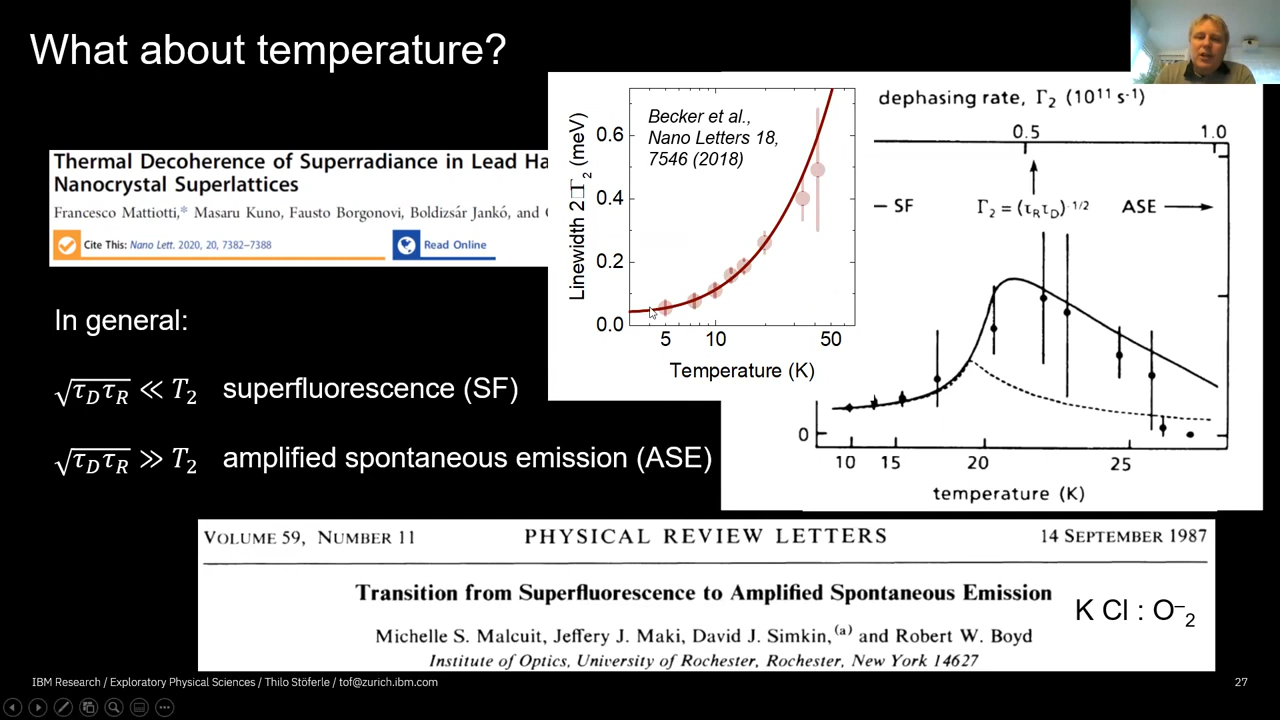 What about temperature?
Thermal Decoherence of Superradiance in Lead Ha
Nanocrystal Superlattices
Francesco Mattiotti,* Masaru Kuno, Fausto Borgonovi, Boldizsár Jankó, and
Cite This: Nano Lett. 2020, 20, 7382–7388
Read Online
In general:
√τDτR ≪ T2 superfluorescence (SF)
√τDτR ≫ T2 amplified spontaneous emission (ASE)
Becker et al.,
Nano Letters 18,
7546 (2018)
Linewidth 2□Γ2 (meV)
0.6
0.4
0.2
0.0
5 10 50
Temperature (K)
dephasing rate, Γ2 (10¹¹ s⁻¹)
0.5 1.0
– SF Γ2 = (τRτD)⁻¹/² ASE
0
10 15 20 25
temperature (K)
VOLUME 59, NUMBER 11 PHYSICAL REVIEW LETTERS 14 SEPTEMBER 1987
Transition from Superfluorescence to Amplified Spontaneous Emission
K Cl : O⁻2
Michelle S. Malcuit, Jeffery J. Maki, David J. Simkin,(a) and Robert W. Boyd
Institute of Optics, University of Rochester, Rochester, New York 14627
IBM Research / Exploratory Physical Sciences / Thilo Stöferle / tof@zurich.ibm.com
27